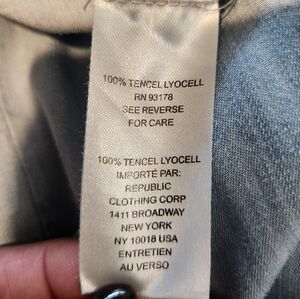 100% TENCEL LYOCELL
RN 93178
SEE REVERSE
FOR CARE
100% TENCEL LYOCELL
IMPORTÉ PAR:
REPUBLIC
CLOTHING CORP
1411 BROADWAY
NEW YORK
NY 10018 USA
ENTRETIEN
AU VERSO